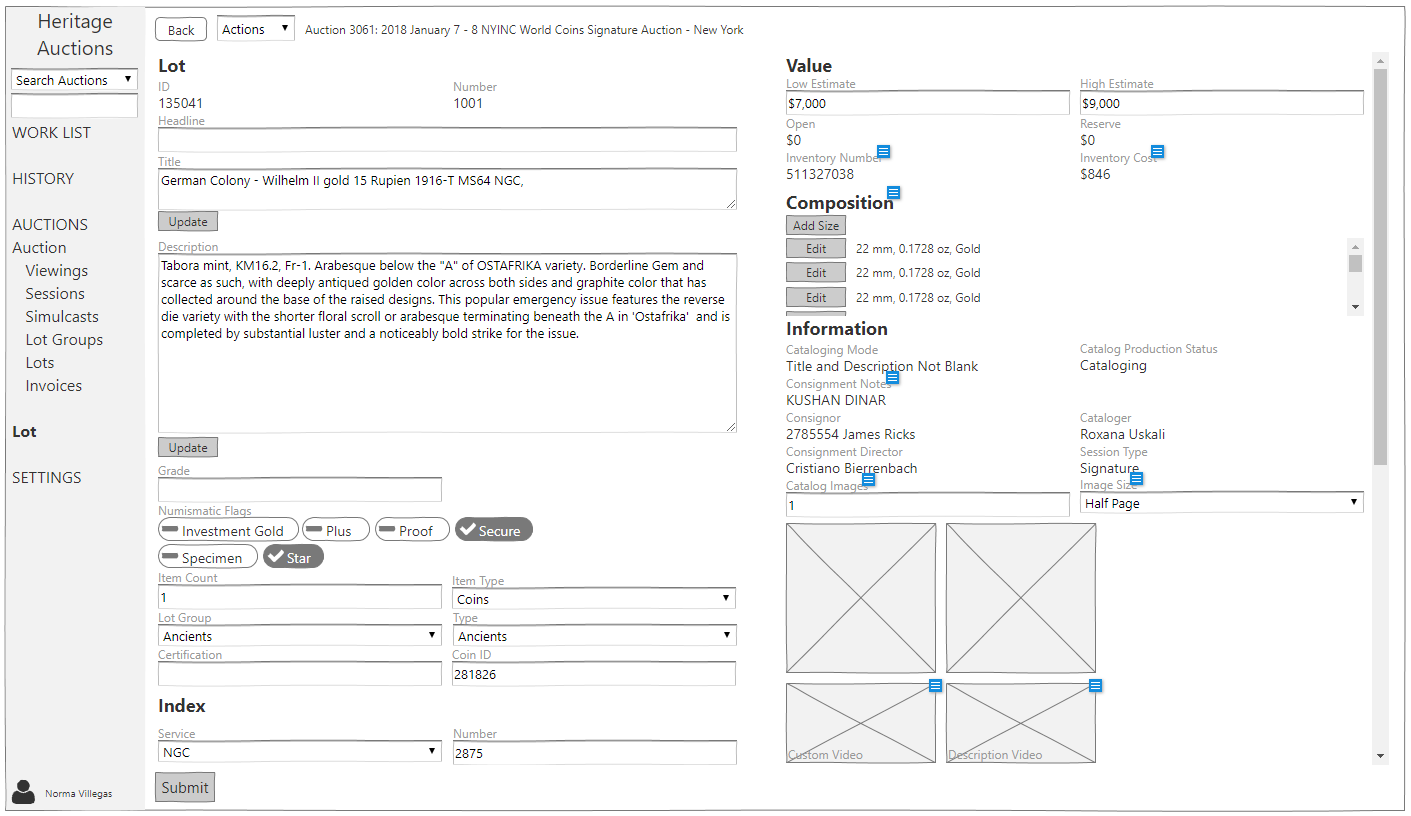 Heritage
Auctions
Search Auctions
WORK LIST
HISTORY
AUCTIONS
Auction
Viewings
Sessions
Simulcasts
Lot Groups
Lots
Invoices
Lot
SETTINGS
Norma Villegas
Back
Actions
Auction 3061: 2018 January 7 - 8 NYINC World Coins Signature Auction - New York
Lot
ID Number
135041 1001
Headline
Title
German Colony - Wilhelm II gold 15 Rupien 1916-T MS64 NGC,
Update
Description
Tabora mint, KM16.2, Fr-1. Arabesque below the "A" of OSTAFRIKA variety. Borderline Gem and
scarce as such, with deeply antiqued golden color across both sides and graphite color that has
collected around the base of the raised designs. This popular emergency issue features the reverse
die variety with the shorter floral scroll or arabesque terminating beneath the A in 'Ostafrika' and is
completed by substantial luster and a noticeably bold strike for the issue.
Update
Grade
Numismatic Flags
Investment Gold Plus Proof Secure
Specimen Star
Item Count Item Type
1 Coins
Lot Group Type
Ancients Ancients
Certification Coin ID
281826
Index
Service Number
NGC 2875
Submit
Value
Low Estimate High Estimate
$7,000 $9,000
Open Reserve
$0 $0
Inventory Number Inventory Cost
511327038 $846
Composition
Add Size
Edit 22 mm, 0.1728 oz, Gold
Edit 22 mm, 0.1728 oz, Gold
Edit 22 mm, 0.1728 oz, Gold
Information
Cataloging Mode Catalog Production Status
Title and Description Not Blank Cataloging
Consignment Notes
KUSHAN DINAR
Consignor Cataloger
2785554 James Ricks Roxana Uskali
Consignment Director Session Type
Cristiano Bierrenbach Signature
Catalog Images Image Size
1 Half Page
Custom Video Description Video